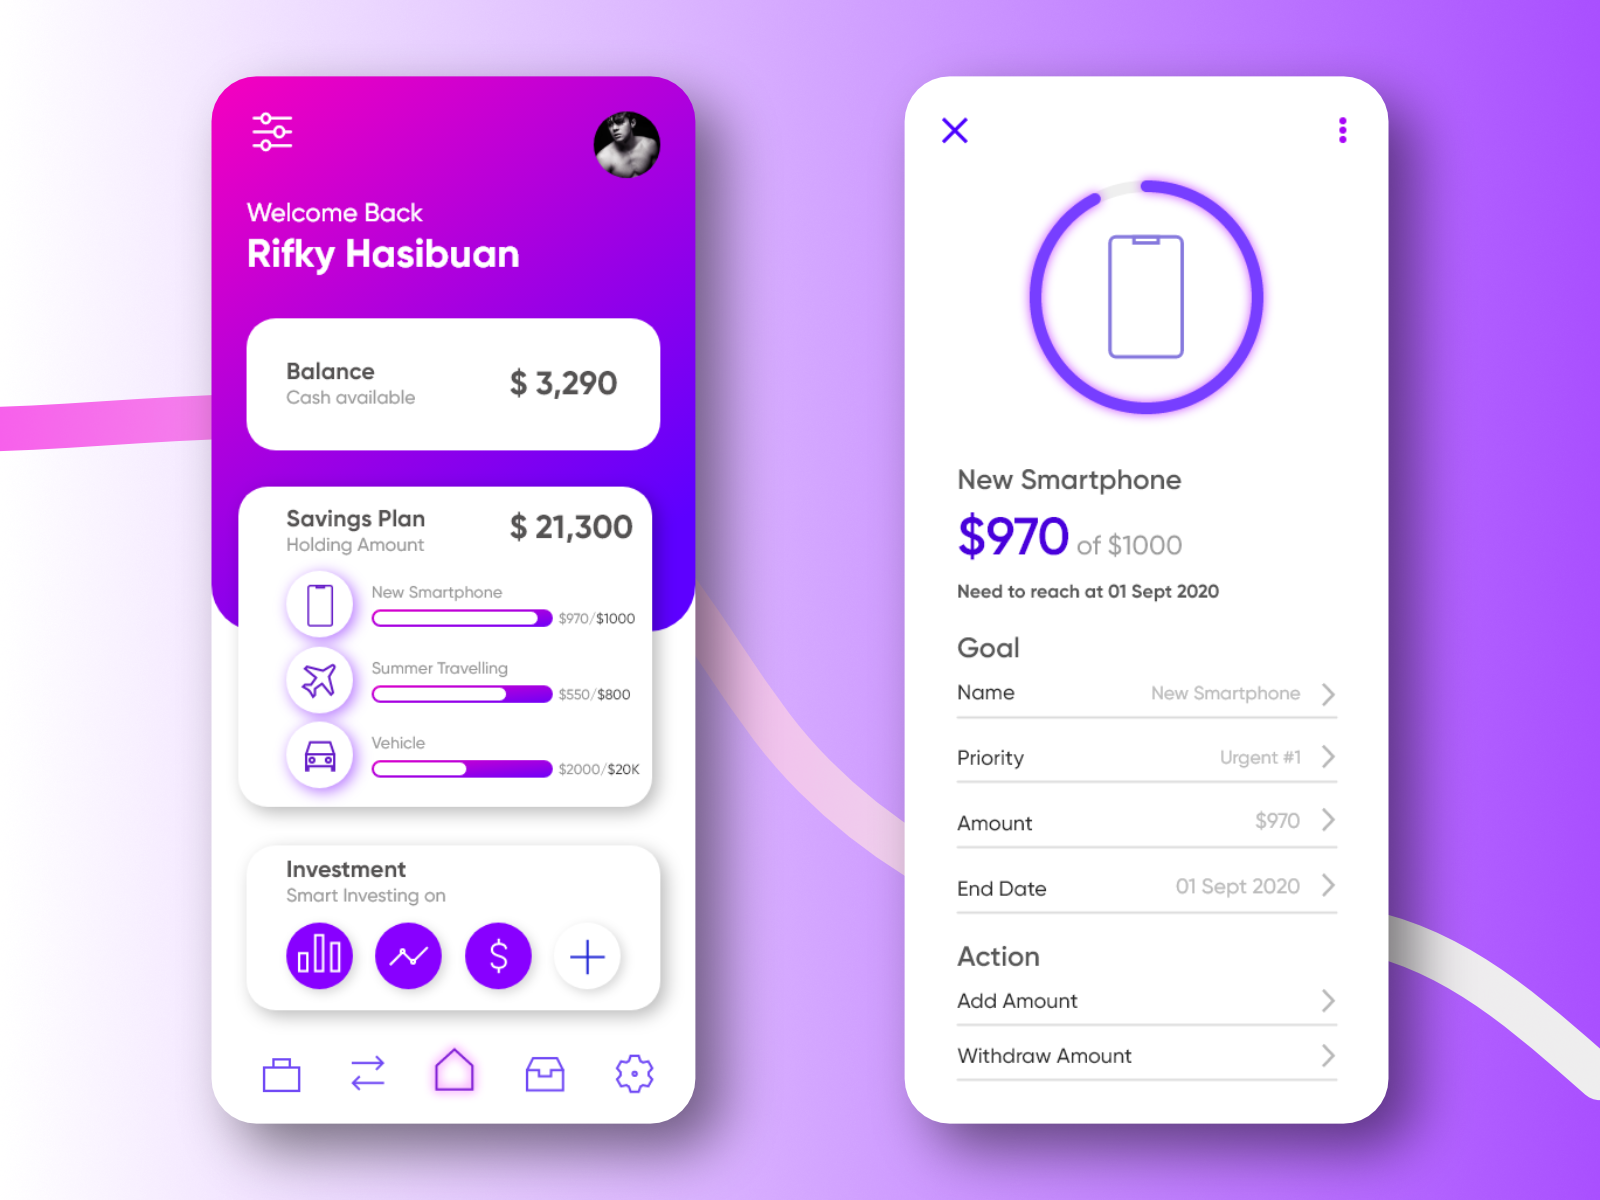 Welcome Back
Rifky Hasibuan
Balance
Cash available
$ 3,290
Savings Plan
Holding Amount
$ 21,300
New Smartphone
$970/$1000
Summer Travelling
$550/$800
Vehicle
$2000/$20K
Investment
Smart Investing on
$
New Smartphone
$970 of $1000
Need to reach at 01 Sept 2020
Goal
Name New Smartphone
Priority Urgent #1
Amount $970
End Date 01 Sept 2020
Action
Add Amount
Withdraw Amount